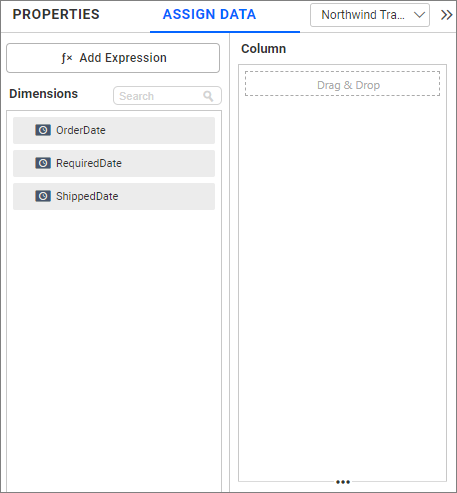 PROPERTIES
ASSIGN DATA
Northwind Tra...
ƒx Add Expression
Column
Dimensions
Search
Drag & Drop
OrderDate
RequiredDate
ShippedDate